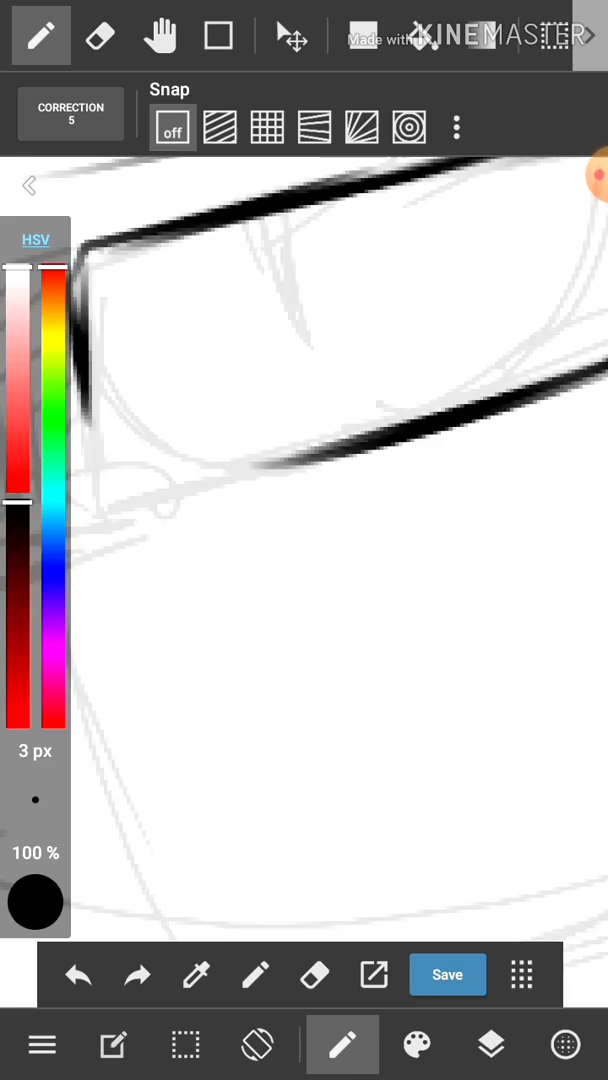 Made with KINEMASTER
CORRECTION
5
Snap
off
HSV
3 px
100 %
Save